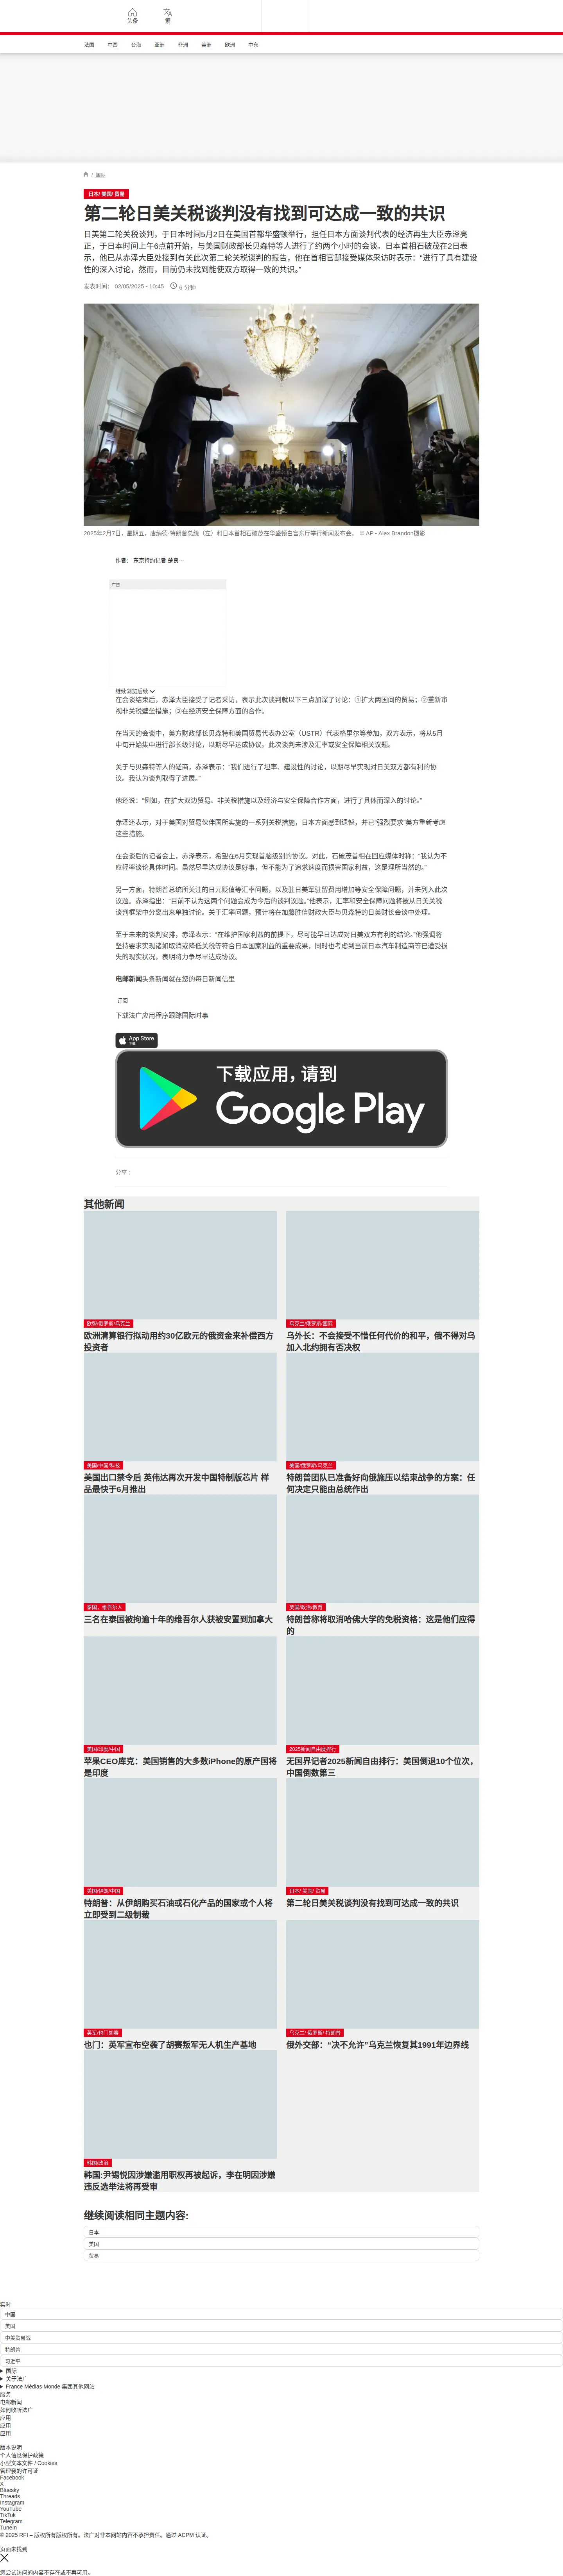 头条
繁
法国 中国 台海 亚洲 非洲 美洲 欧洲 中东
/ 国际
日本/ 美国/ 贸易
第二轮日美关税谈判没有找到可达成一致的共识
日美第二轮关税谈判，于日本时间5月2日在美国首都华盛顿举行，担任日本方面谈判代表的经济再生大臣赤泽亮
正，于日本时间上午6点前开始，与美国财政部长贝森特等人进行了约两个小时的会谈。日本首相石破茂在2日表
示，他已从赤泽大臣处接到有关此次第二轮关税谈判的报告，他在首相官邸接受媒体采访时表示：“进行了具有建设
性的深入讨论，然而，目前仍未找到能使双方取得一致的共识。”
发表时间： 02/05/2025 - 10:45
6 分钟
2025年2月7日，星期五，唐纳德·特朗普总统（左）和日本首相石破茂在华盛顿白宫东厅举行新闻发布会。 © AP - Alex Brandon摄影
作者： 东京特约记者 楚良一
广告
继续浏览后续
在会谈结束后，赤泽大臣接受了记者采访，表示此次谈判就以下三点加深了讨论：①扩大两国间的贸易；②重新审
视非关税壁垒措施；③在经济安全保障方面的合作。
在当天的会谈中，美方财政部长贝森特和美国贸易代表办公室（USTR）代表格里尔等参加，双方表示，将从5月
中旬开始集中进行部长级讨论，以期尽早达成协议。此次谈判未涉及汇率或安全保障相关议题。
关于与贝森特等人的磋商，赤泽表示：“我们进行了坦率、建设性的讨论，以期尽早实现对日美双方都有利的协
议。我认为谈判取得了进展。”
他还说：“例如，在扩大双边贸易、非关税措施以及经济与安全保障合作方面，进行了具体而深入的讨论。”
赤泽还表示，对于美国对贸易伙伴国所实施的一系列关税措施，日本方面感到遗憾，并已“强烈要求”美方重新考虑
这些措施。
在会谈后的记者会上，赤泽表示，希望在6月实现首脑级别的协议。对此，石破茂首相在回应媒体时称：“我认为不
应轻率谈论具体时间。虽然尽早达成协议是好事，但不能为了追求速度而损害国家利益，这是理所当然的。”
另一方面，特朗普总统所关注的日元贬值等汇率问题，以及驻日美军驻留费用增加等安全保障问题，并未列入此次
议题。赤泽指出：“目前不认为这两个问题会成为今后的谈判议题。”他表示，汇率和安全保障问题将被从日美关税
谈判框架中分离出来单独讨论。关于汇率问题，预计将在加藤胜信财政大臣与贝森特的日美财长会谈中处理。
至于未来的谈判安排，赤泽表示：“在维护国家利益的前提下，尽可能早日达成对日美双方有利的结论。”他强调将
坚持要求实现诸如取消或降低关税等符合日本国家利益的重要成果，同时也考虑到当前日本汽车制造商等已遭受损
失的现实状况，表明将力争尽早达成协议。
电邮新闻头条新闻就在您的每日新闻信里
订阅
下载法广应用程序跟踪国际时事
App Store
下载
下载应用，请到
Google Play
分享 :
其他新闻
欧盟/俄罗斯/乌克兰
欧洲清算银行拟动用约30亿欧元的俄资金来补偿西方
投资者
乌克兰/俄罗斯/国际
乌外长：不会接受不惜任何代价的和平，俄不得对乌
加入北约拥有否决权
美国/中国/科技
美国出口禁令后 英伟达再次开发中国特制版芯片 样
品最快于6月推出
美国/俄罗斯/乌克兰
特朗普团队已准备好向俄施压以结束战争的方案：任
何决定只能由总统作出
泰国，维吾尔人
三名在泰国被拘逾十年的维吾尔人获被安置到加拿大
美国/政治/教育
特朗普称将取消哈佛大学的免税资格：这是他们应得
的
美国/印度/中国
苹果CEO库克：美国销售的大多数iPhone的原产国将
是印度
2025新闻自由度排行
无国界记者2025新闻自由排行：美国倒退10个位次，
中国倒数第三
美国/伊朗/中国
特朗普：从伊朗购买石油或石化产品的国家或个人将
立即受到二级制裁
日本/ 美国/ 贸易
第二轮日美关税谈判没有找到可达成一致的共识
英军/也门胡赛
也门：英军宣布空袭了胡赛叛军无人机生产基地
乌克兰/ 俄罗斯/ 特朗普
俄外交部：“决不允许”乌克兰恢复其1991年边界线
韩国/政治
韩国:尹锡悦因涉嫌滥用职权再被起诉，李在明因涉嫌
违反选举法将再受审
继续阅读相同主题内容:
日本
美国
贸易
实时
中国
美国
中美贸易战
特朗普
习近平
国际
关于法广
France Médias Monde 集团其他网站
服务
电邮新闻
如何收听法广
应用
应用
应用
版本说明
个人信息保护政策
小型文本文件 / Cookies
管理我的许可证
Facebook
X
Bluesky
Threads
Instagram
YouTube
TikTok
Telegram
TuneIn
© 2025 RFI – 版权所有版权所有。法广对非本网站内容不承担责任。通过 ACPM 认证。
页面未找到
您尝试访问的内容不存在或不再可用。